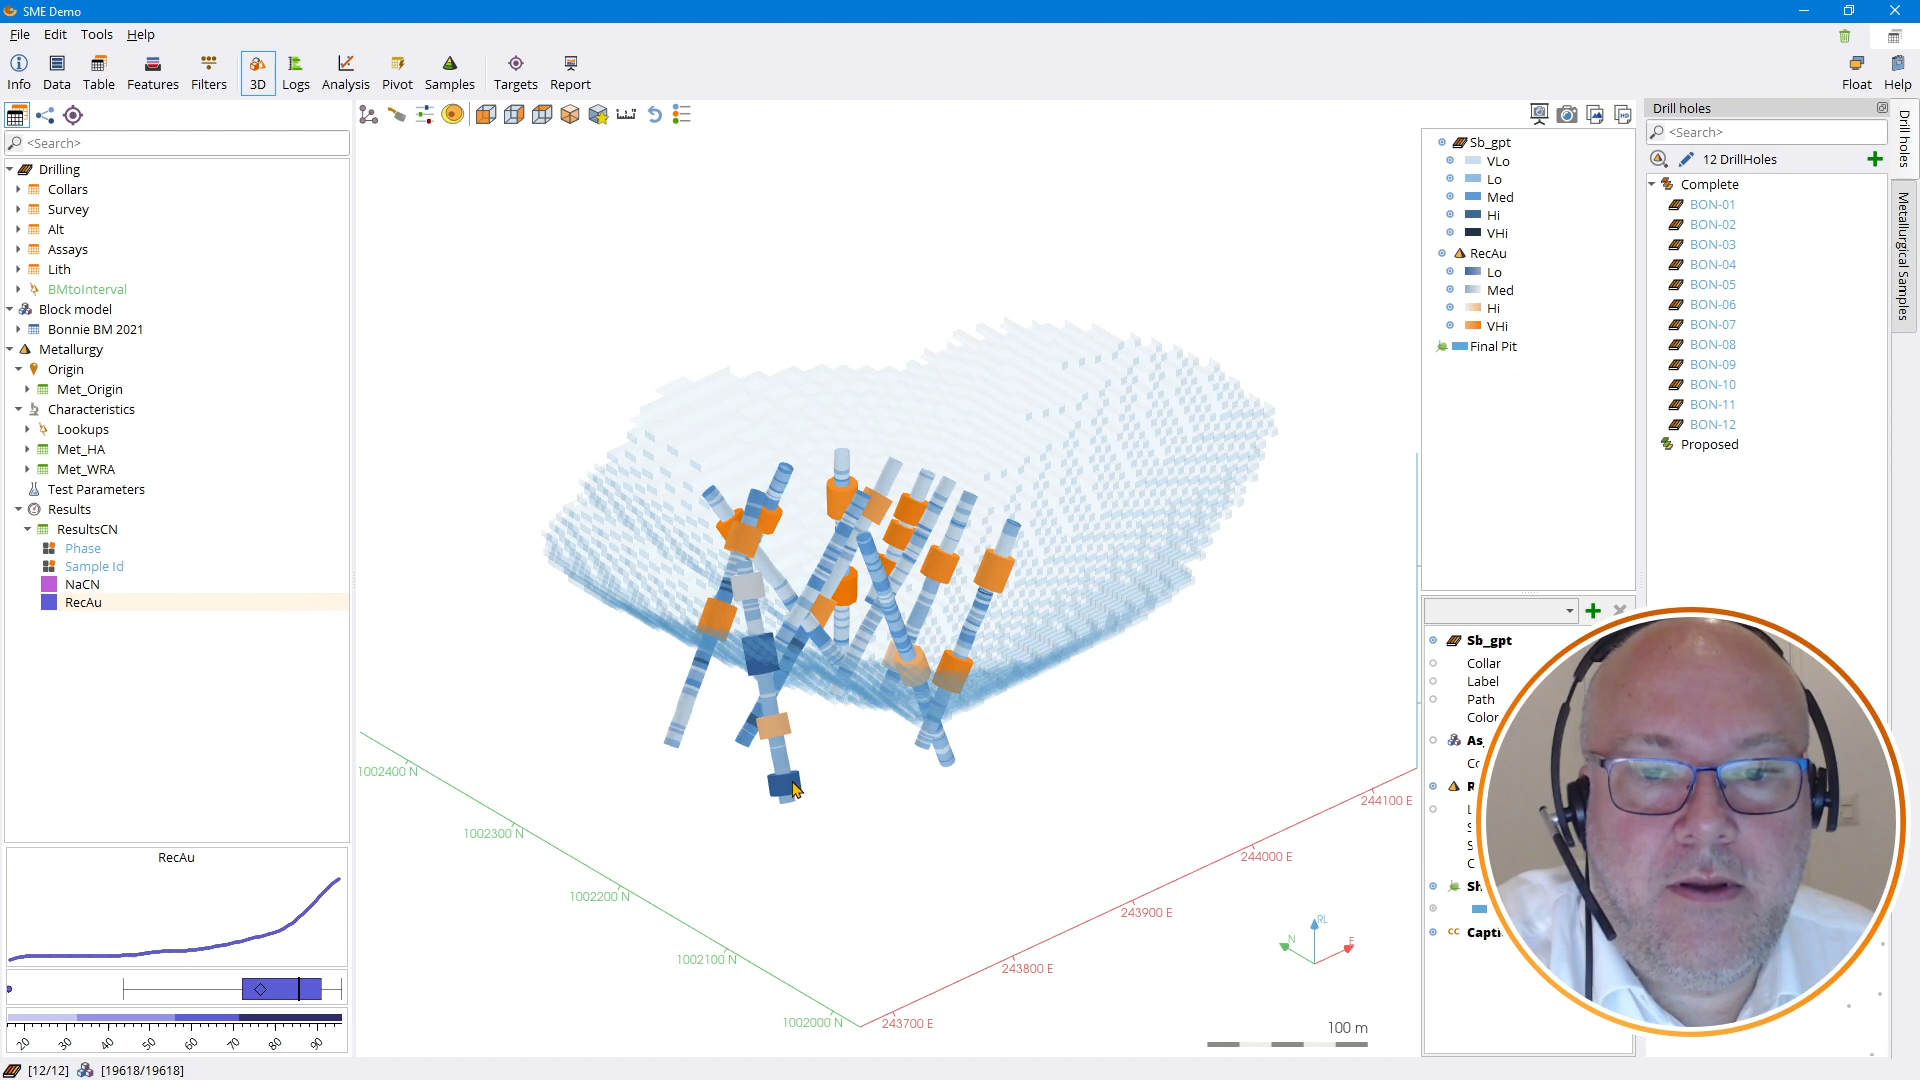 SME Demo
File Edit Tools Help
Info Data Table Features Filters 3D Logs Analysis Pivot Samples Targets Report Float Help
<Search>
Drilling
Collars
Survey
Alt
Assays
Lith
BMtoInterval
Block model
Bonnie BM 2021
Metallurgy
Origin
Met_Origin
Characteristics
Lookups
Met_HA
Met_WRA
Test Parameters
Results
ResultsCN
Phase
Sample Id
NaCN
RecAu
RecAu
20 30 40 50 60 70 80 90
[12/12] [19618/19618]
1002400 N
1002300 N
1002200 N
1002100 N
1002000 N
243700 E
243800 E
243900 E
244000 E
244100 E
N RL E
100 m
HD
Sb_gpt
VLo
Lo
Med
Hi
VHi
RecAu
Lo
Med
Hi
VHi
Final Pit
Sb_gpt
Collar
Label
Path
Color
As
R
L
S
S
C
Sh
CC Capti
Drill holes
<Search>
12 DrillHoles
Complete
BON-01
BON-02
BON-03
BON-04
BON-05
BON-06
BON-07
BON-08
BON-09
BON-10
BON-11
BON-12
Proposed
Drill holes
Metallurgical Samples